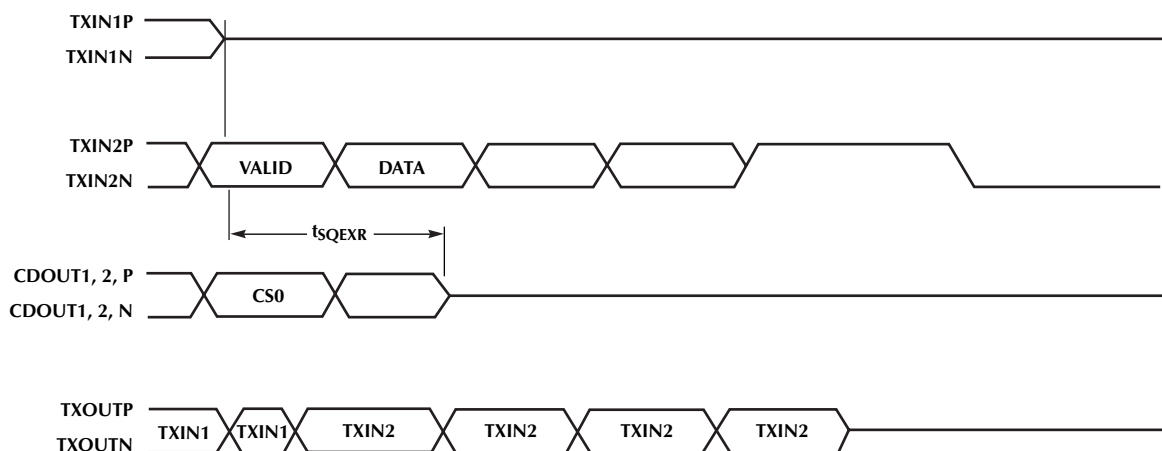 TXIN1P
TXIN1N
TXIN2P
VALID DATA
TXIN2N
tSQEXR
CDOUT1, 2, P
CS0
CDOUT1, 2, N
TXOUTP
TXIN1 TXIN1 TXIN2 TXIN2 TXIN2 TXIN2
TXOUTN